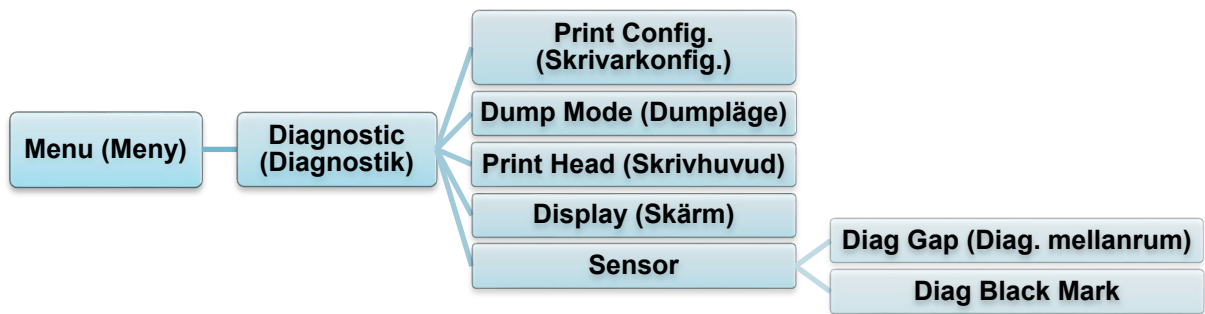 Menu (Meny)
Diagnostic
(Diagnostik)
Print Config.
(Skrivarkonfig.)
Dump Mode (Dumpläge)
Print Head (Skrivhuvud)
Display (Skärm)
Sensor
Diag Gap (Diag. mellanrum)
Diag Black Mark